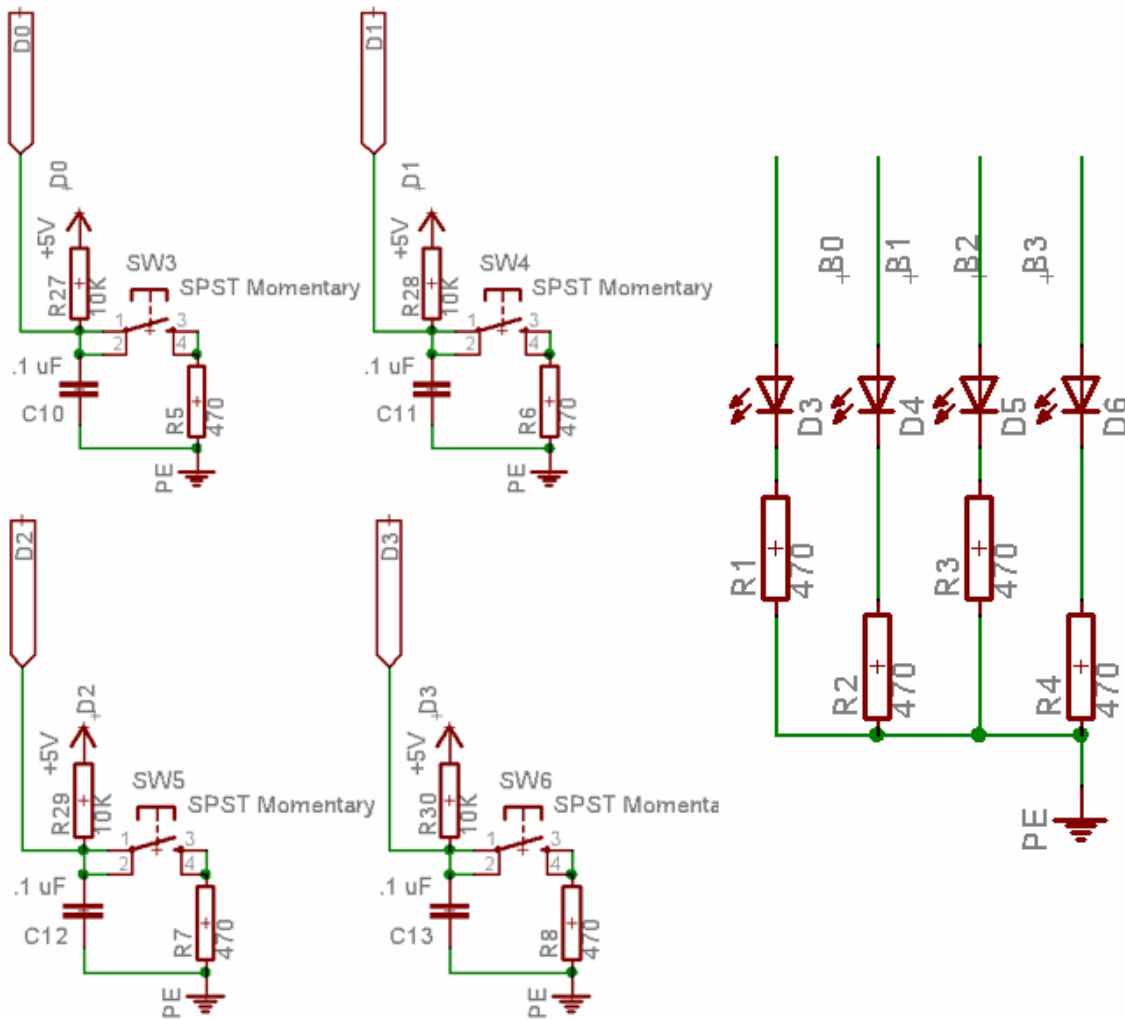 D0
D0
+5V
R27
10K
SW3
SPST Momentary
1
3
2
4
.1 uF
C10
R5
470
PE
D1
D1
+5V
R28
10K
SW4
SPST Momentary
1
3
2
4
.1 uF
C11
R6
470
PE
D2
D2
+5V
R29
10K
SW5
SPST Momentary
1
3
2
4
.1 uF
C12
R7
470
PE
D3
D3
+5V
R30
10K
SW6
SPST Momenta
1
3
2
4
.1 uF
C13
R8
470
PE
B0
B1
B2
B3
D3
D4
D5
D6
R1
470
R3
470
R2
470
R4
470
PE